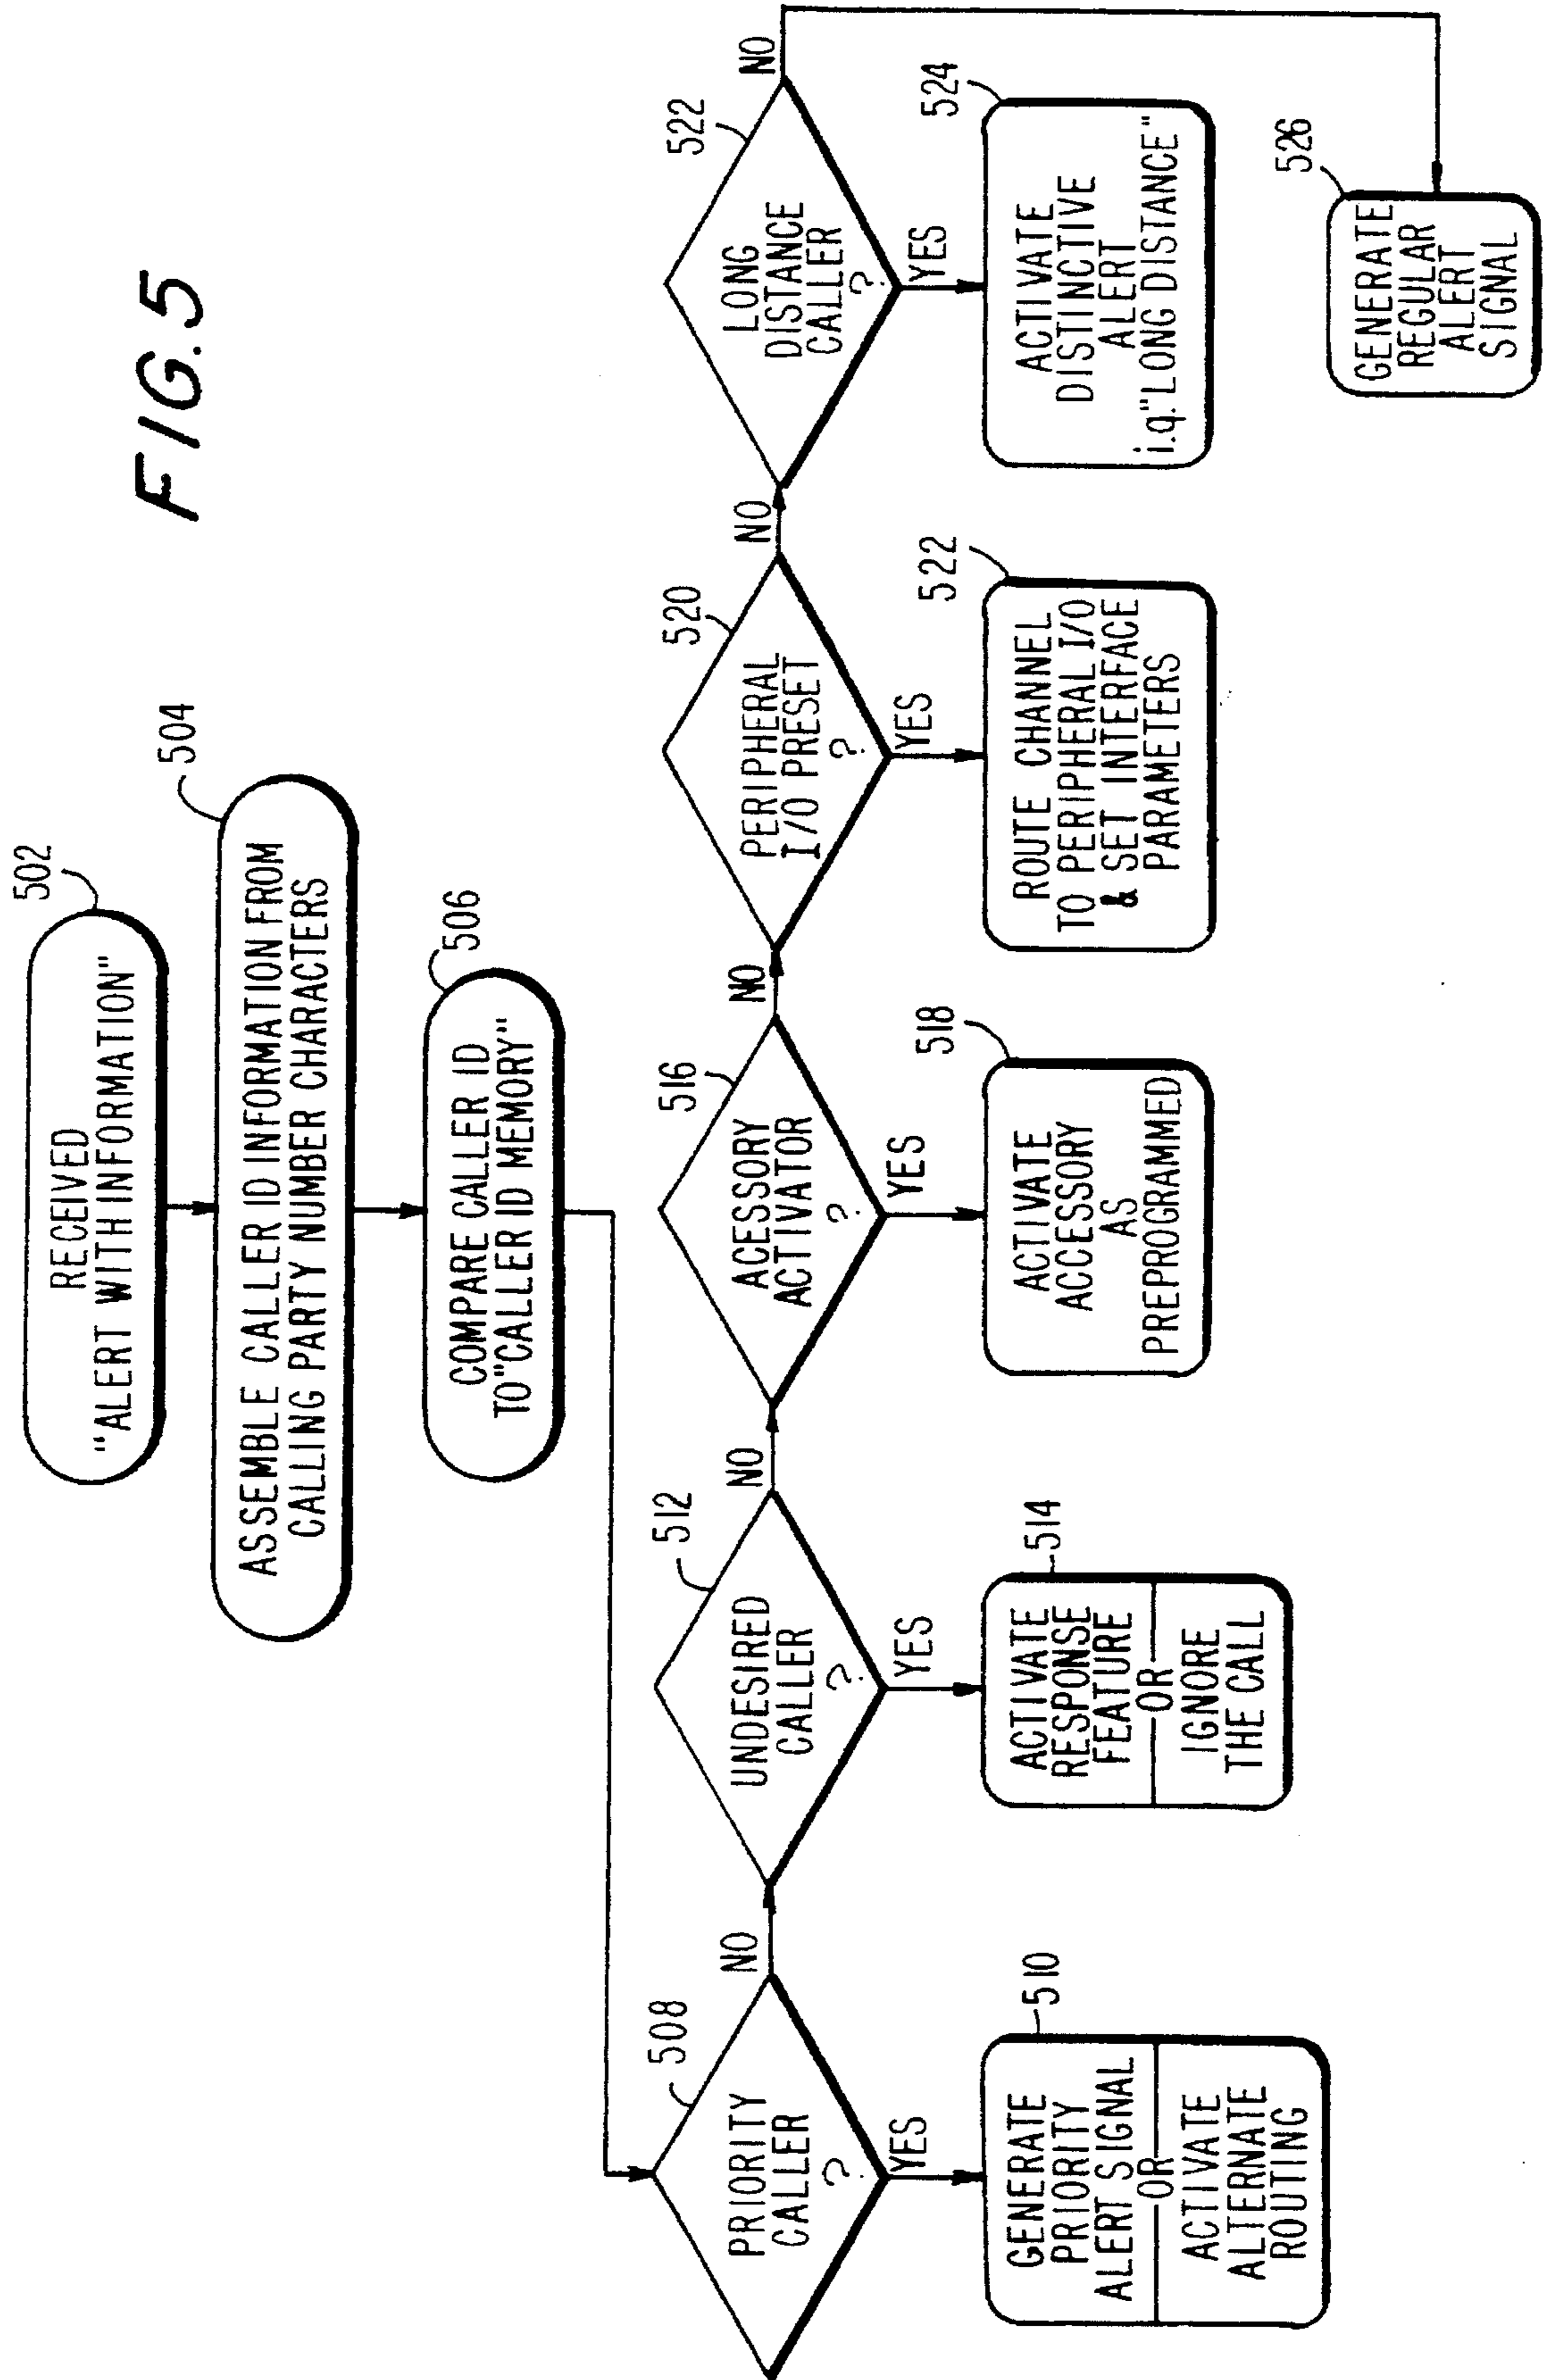 FIG.5
502
RECEIVED
"ALERT WITH INFORMATION"
504
ASSEMBLE CALLER ID INFORMATION FROM
CALLING PARTY NUMBER CHARACTERS
506
COMPARE CALLER ID
TO "CALLER ID MEMORY"
508
PRIORITY
CALLER
?
NO
YES
510
GENERATE
PRIORITY
ALERT SIGNAL
OR
ACTIVATE
ALTERNATE
ROUTING
512
UNDESIRED
CALLER
?
NO
YES
514
ACTIVATE
RESPONSE
FEATURE
OR
IGNORE
THE CALL
516
ACESSORY
ACTIVATOR
?
NO
YES
518
ACTIVATE
ACCESSORY
AS
PREPROGRAMMED
520
PERIPHERAL
I/O PRESET
?
NO
YES
522
ROUTE CHANNEL
TO PERIPHERAL I/O
& SET INTERFACE
PARAMETERS
522
LONG
DISTANCE
CALLER
?
NO
YES
524
ACTIVATE
DISTINCTIVE
ALERT
i.q."LONG DISTANCE"
526
GENERATE
REGULAR
ALERT
SIGNAL